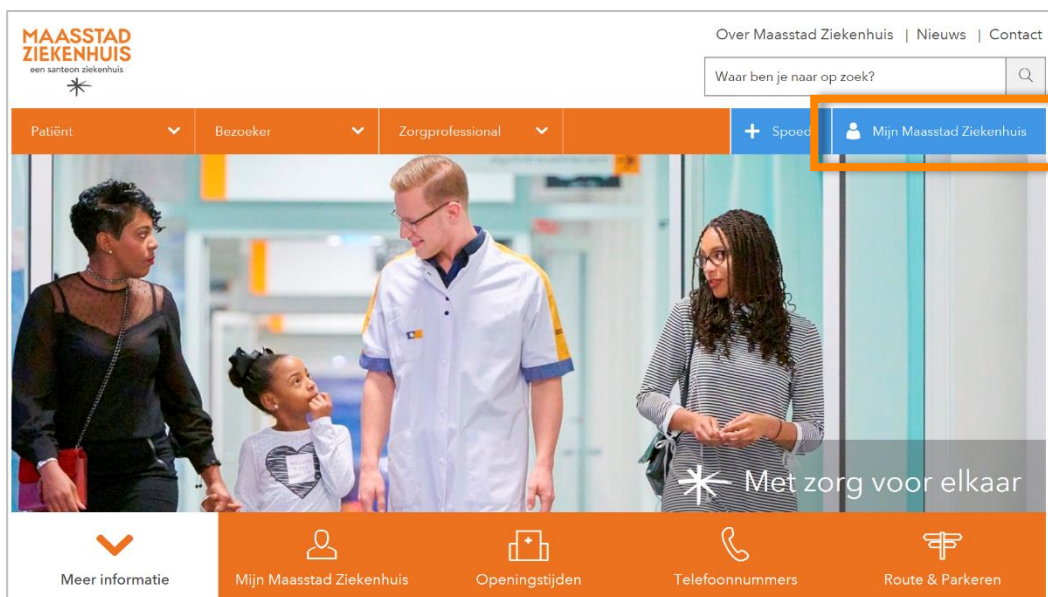 MAASSTAD
ZIEKENHUIS
een santeon ziekenhuis
Over Maasstad Ziekenhuis | Nieuws | Contact
Waar ben je naar op zoek?
Patiënt
Bezoeker
Zorgprofessional
Spoed
Mijn Maasstad Ziekenhuis
Met zorg voor elkaar
Meer informatie
Mijn Maasstad Ziekenhuis
Openingstijden
Telefoonnummers
Route & Parkeren